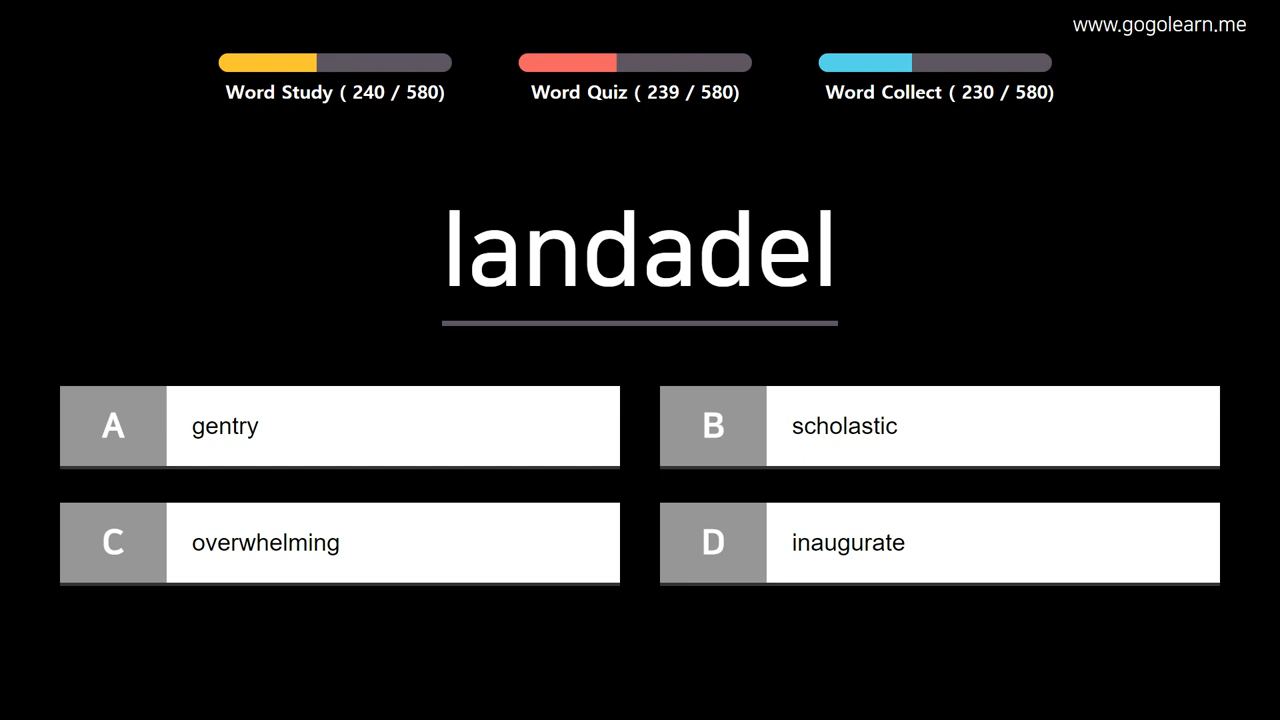 www.gogolearn.me
Word Study ( 240 / 580)
Word Quiz ( 239 / 580)
Word Collect ( 230 / 580)
landadel
A gentry
B scholastic
C overwhelming
D inaugurate